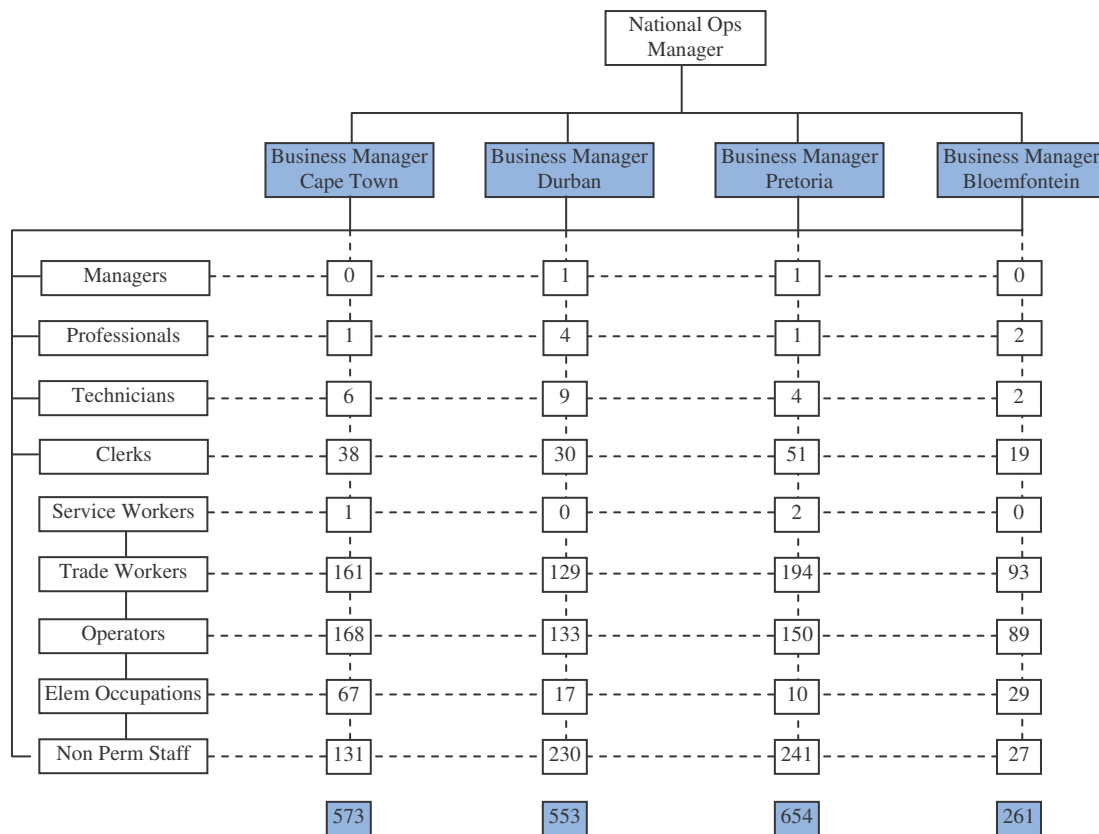 National Ops
Manager
Business Manager
Cape Town
Business Manager
Durban
Business Manager
Pretoria
Business Manager
Bloemfontein
Managers 0 1 1 0
Professionals 1 4 1 2
Technicians 6 9 4 2
Clerks 38 30 51 19
Service Workers 1 0 2 0
Trade Workers 161 129 194 93
Operators 168 133 150 89
Elem Occupations 67 17 10 29
Non Perm Staff 131 230 241 27
573 553 654 261